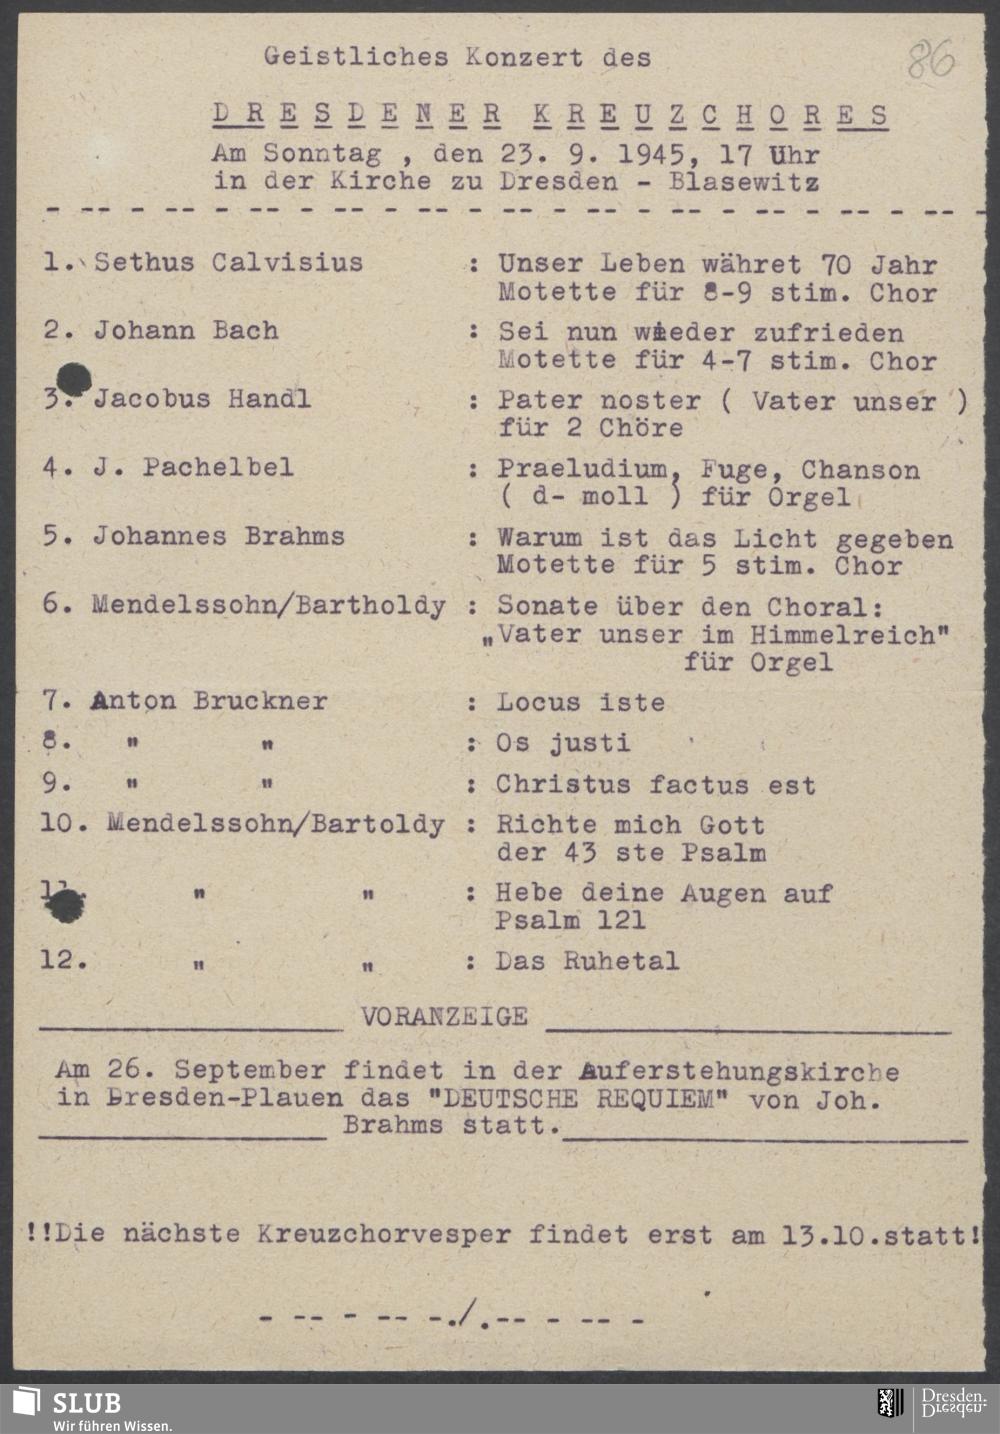 Geistliches Konzert des
86
DRESDENER KREUZCHORES
Am Sonntag , den 23. 9. 1945, 17 Uhr
in der Kirche zu Dresden - Blasewitz
- -- - -- - -- - -- - -- - -- - -- - -- - -- - -- - -- -
1. Sethus Calvisius : Unser Leben währet 70 Jahr
Motette für 8-9 stim. Chor
2. Johann Bach : Sei nun wieder zufrieden
Motette für 4-7 stim. Chor
3. Jacobus Handl : Pater noster ( Vater unser )
für 2 Chöre
4. J. Pachelbel : Praeludium, Fuge, Chanson
( d- moll ) für Orgel
5. Johannes Brahms : Warum ist das Licht gegeben
Motette für 5 stim. Chor
6. Mendelssohn/Bartholdy : Sonate über den Choral:
„Vater unser im Himmelreich"
für Orgel
7. Anton Bruckner : Locus iste
8. " " : Os justi
9. " " : Christus factus est
10. Mendelssohn/Bartoldy : Richte mich Gott
der 43 ste Psalm
11. " " : Hebe deine Augen auf
Psalm 121
12. " " : Das Ruhetal
VORANZEIGE
Am 26. September findet in der Auferstehungskirche
in Dresden-Plauen das "DEUTSCHE REQUIEM" von Joh.
Brahms statt.
!!Die nächste Kreuzchorvesper findet erst am 13.10.statt!
- -- - -- -./.-- - -- -
SLUB
Wir führen Wissen.
Dresden.
Dresden.